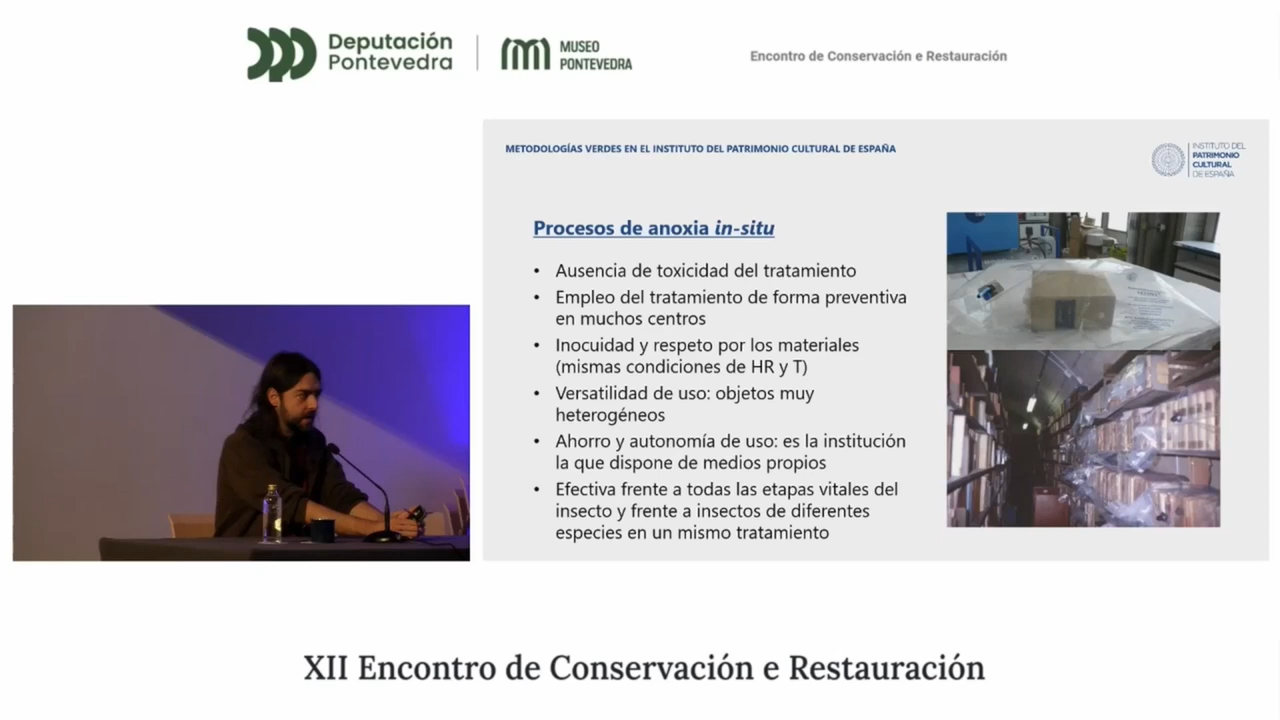 Deputación
Pontevedra
MUSEO
PONTEVEDRA
Encontro de Conservación e Restauración
METODOLOGÍAS VERDES EN EL INSTITUTO DEL PATRIMONIO CULTURAL DE ESPAÑA
INSTITUTO DEL
PATRIMONIO
CULTURAL
DE ESPAÑA
Procesos de anoxia in-situ
• Ausencia de toxicidad del tratamiento
• Empleo del tratamiento de forma preventiva
en muchos centros
• Inocuidad y respeto por los materiales
(mismas condiciones de HR y T)
• Versatilidad de uso: objetos muy
heterogéneos
• Ahorro y autonomía de uso: es la institución
la que dispone de medios propios
• Efectiva frente a todas las etapas vitales del
insecto y frente a insectos de diferentes
especies en un mismo tratamiento
XII Encontro de Conservación e Restauración